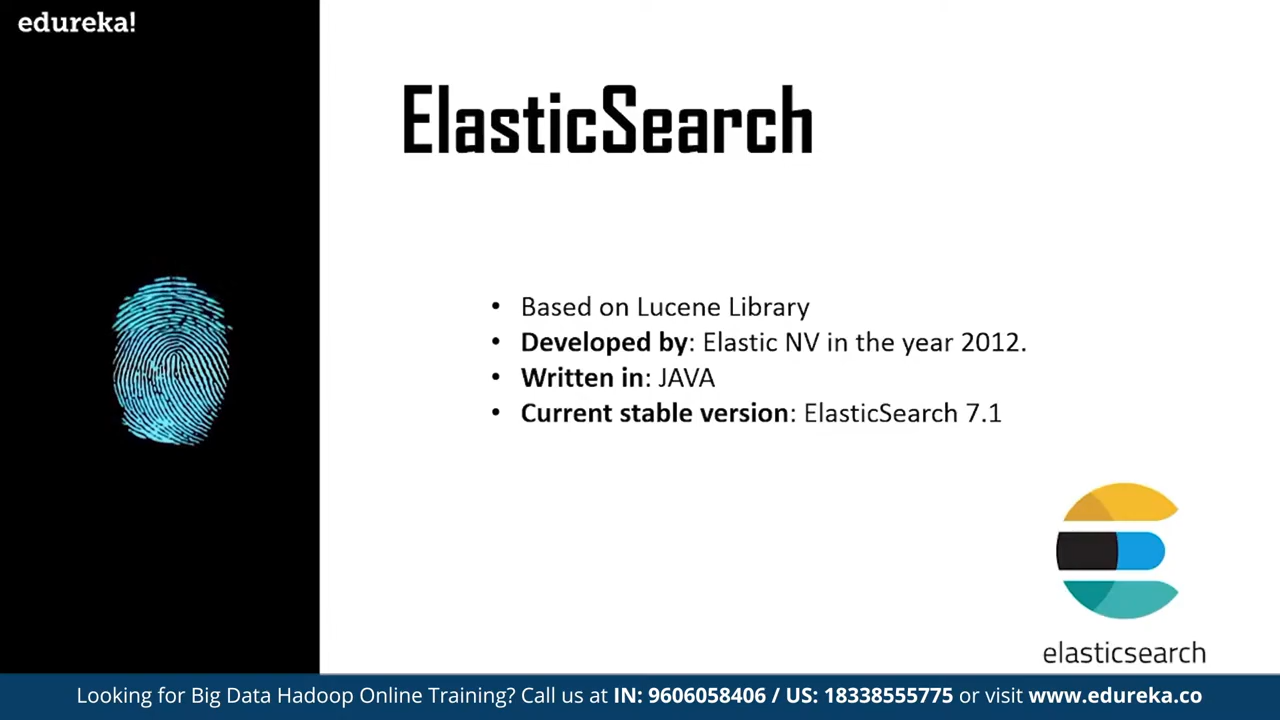 edureka!
ElasticSearch
• Based on Lucene Library
• Developed by: Elastic NV in the year 2012.
• Written in: JAVA
• Current stable version: ElasticSearch 7.1
elasticsearch
Looking for Big Data Hadoop Online Training? Call us at IN: 9606058406 / US: 18338555775 or visit www.edureka.co